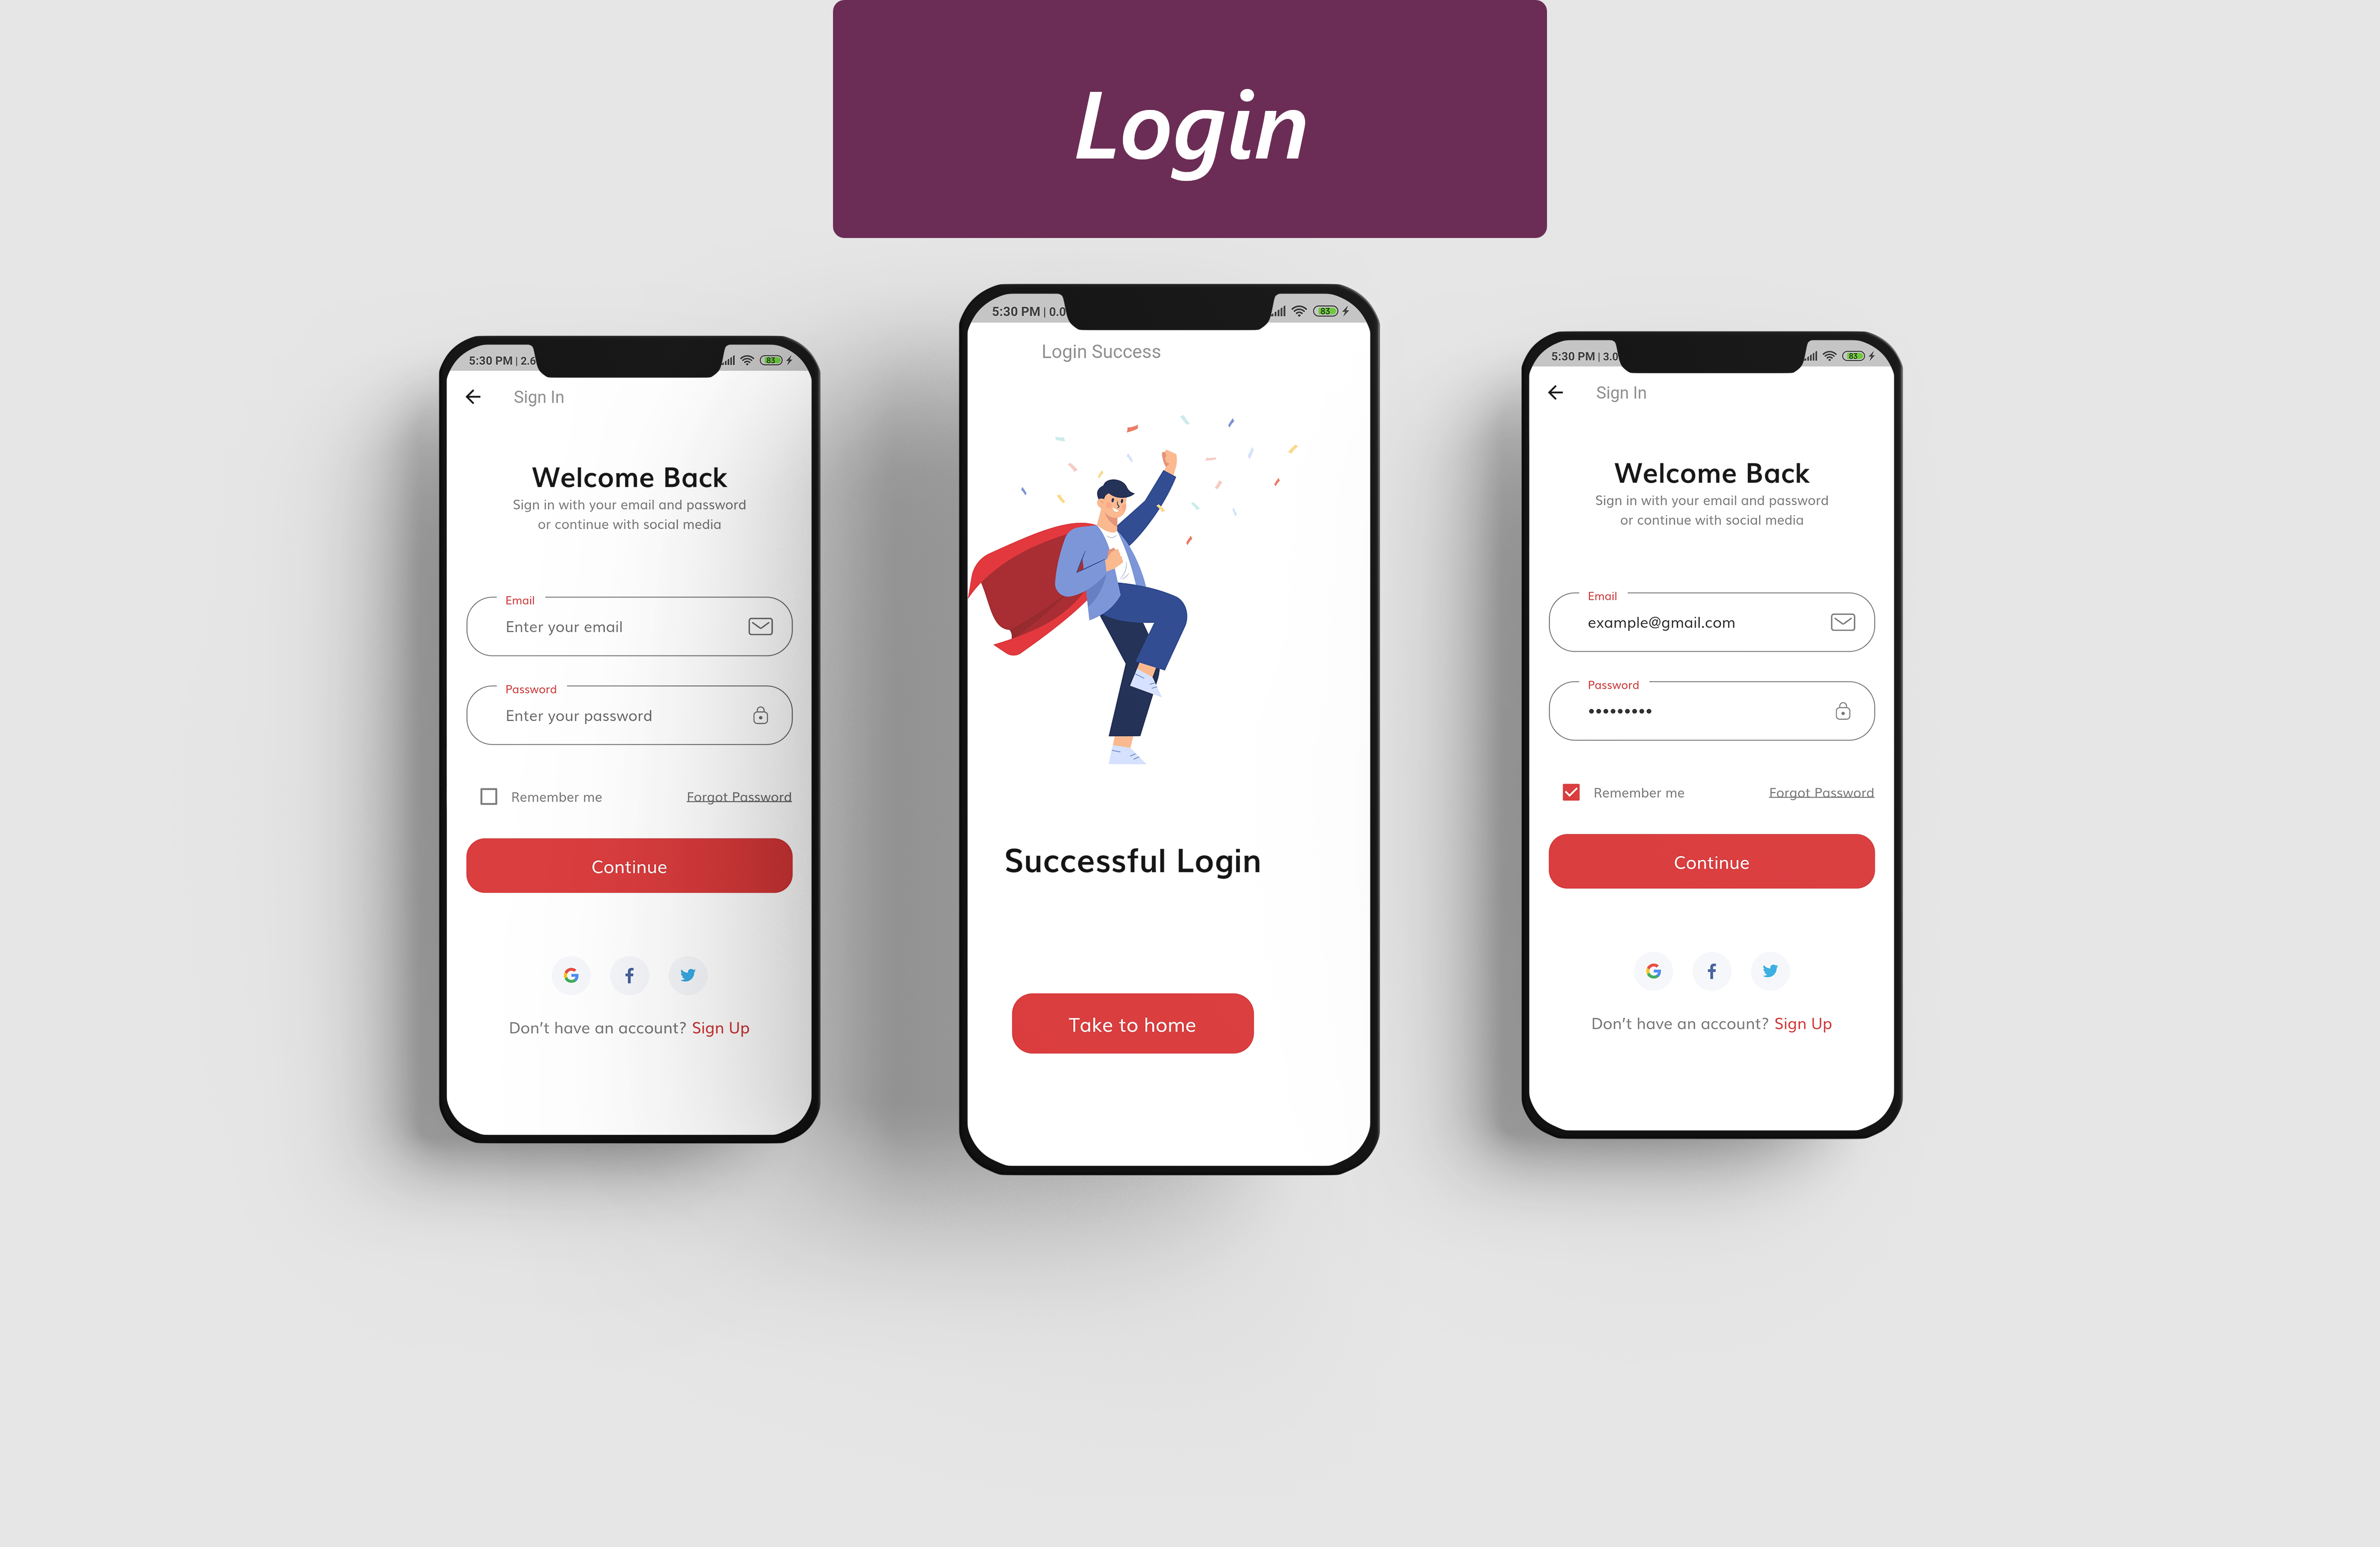 Login
5:30 PM | 2.6
83
Sign In
Welcome Back
Sign in with your email and password
or continue with social media
Email
Enter your email
Password
Enter your password
Remember me
Forgot Password
Continue
Don't have an account? Sign Up
5:30 PM | 0.0
83
Login Success
Successful Login
Take to home
5:30 PM | 3.0
83
Sign In
Welcome Back
Sign in with your email and password
or continue with social media
Email
example@gmail.com
Password
•••••••••
Remember me
Forgot Password
Continue
Don't have an account? Sign Up